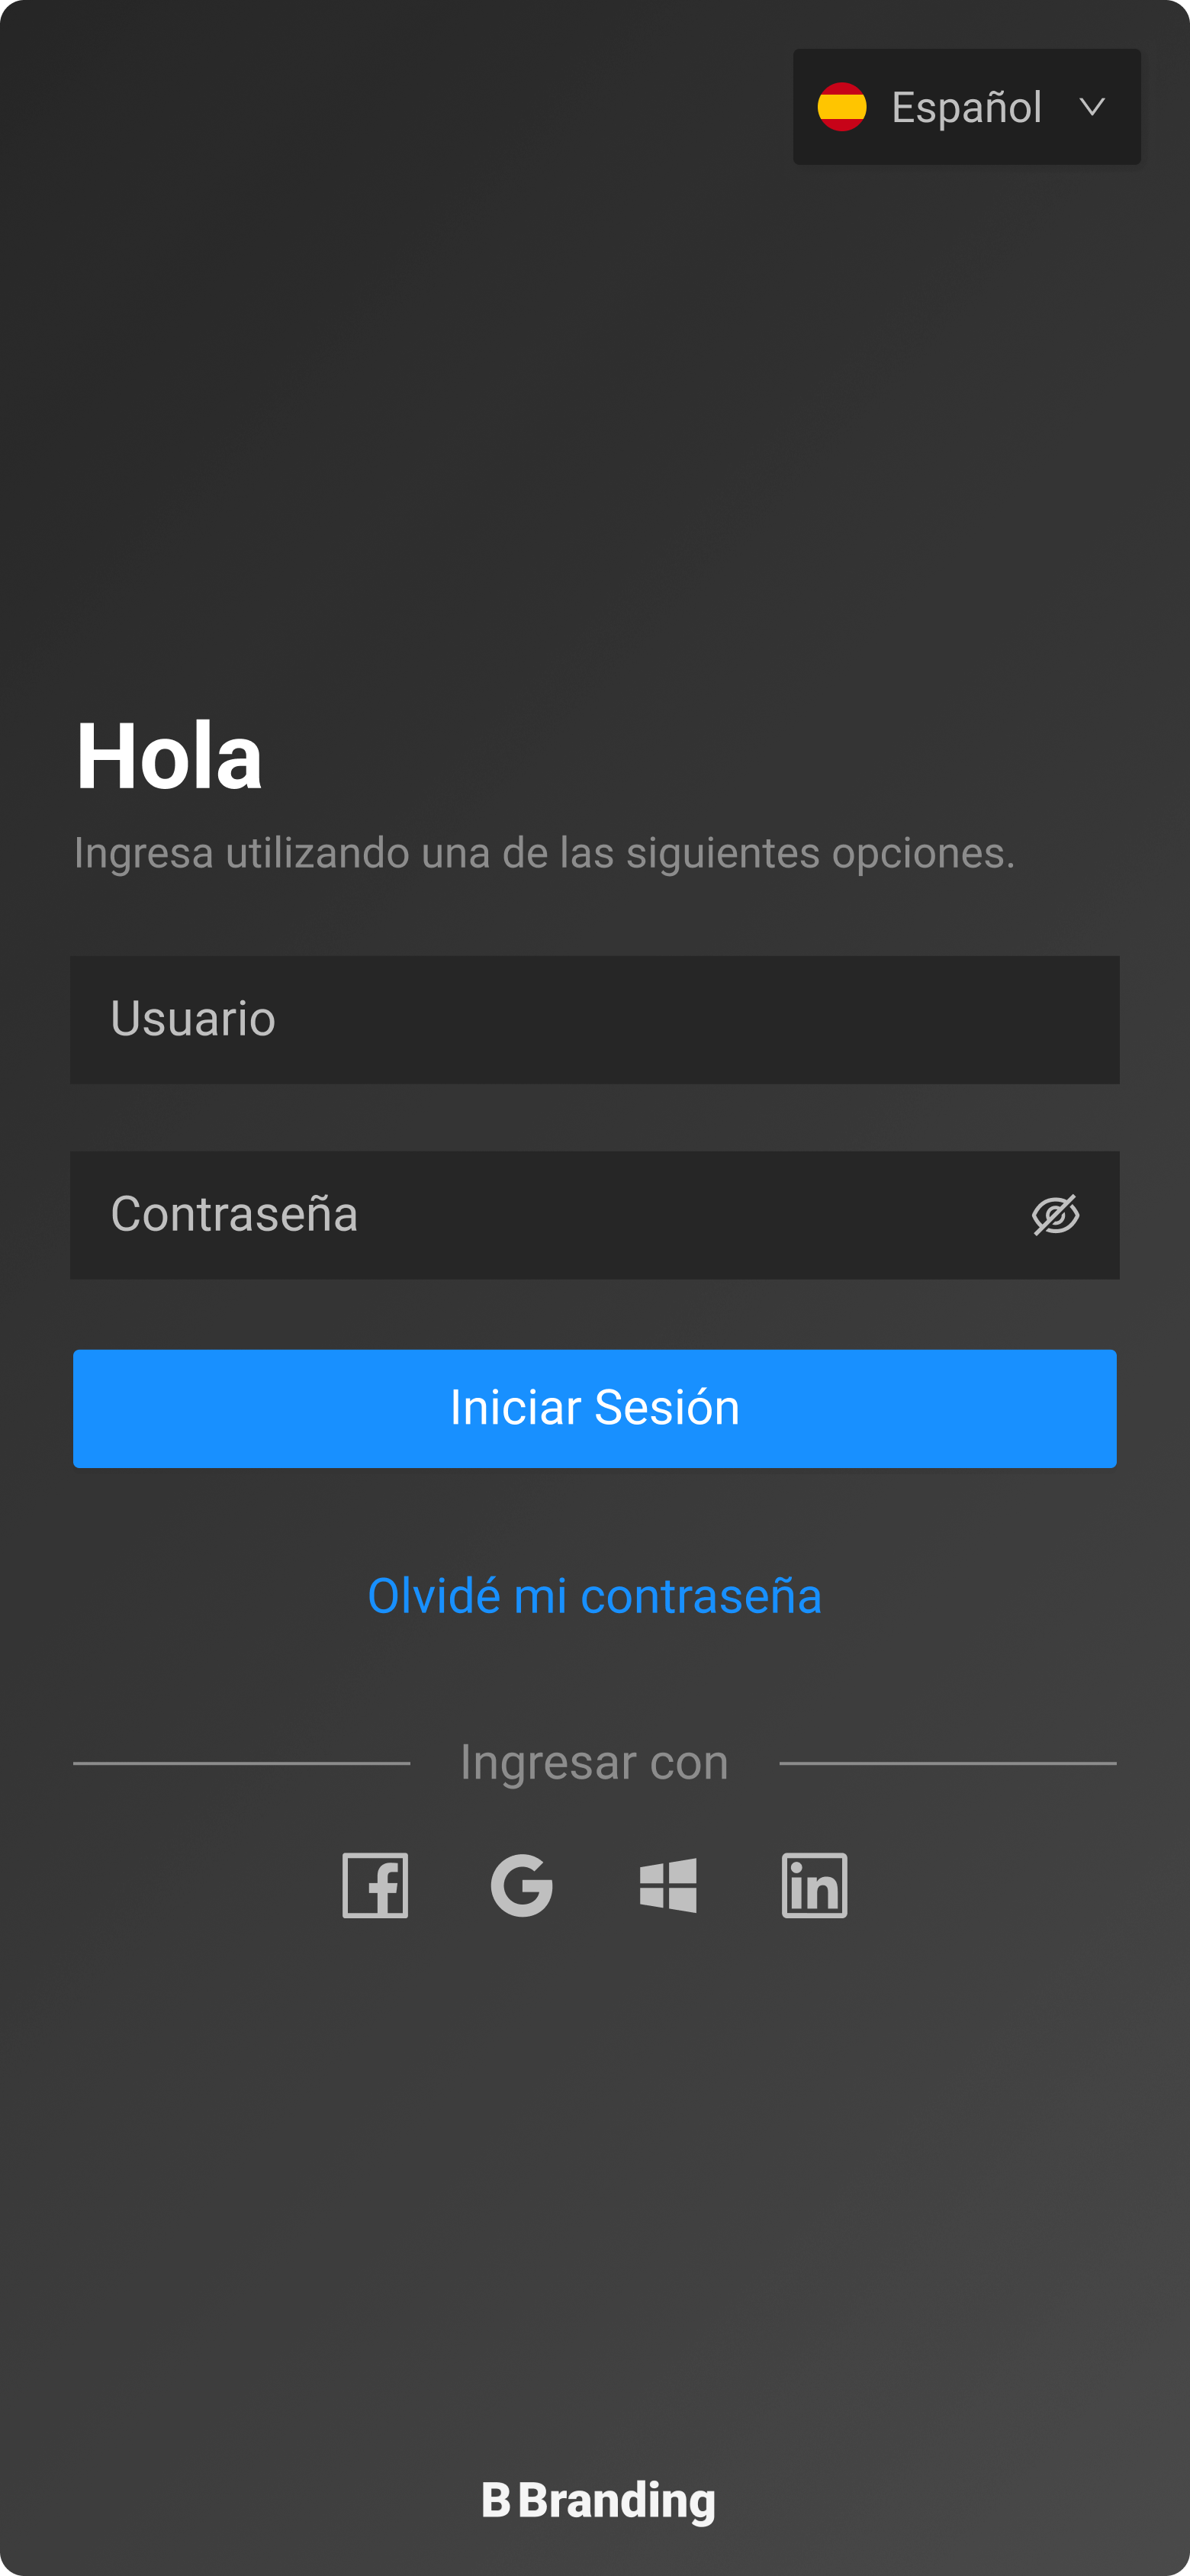 Español
Hola
Ingresa utilizando una de las siguientes opciones.
Usuario
Contraseña
Iniciar Sesión
Olvidé mi contraseña
Ingresar con
B Branding